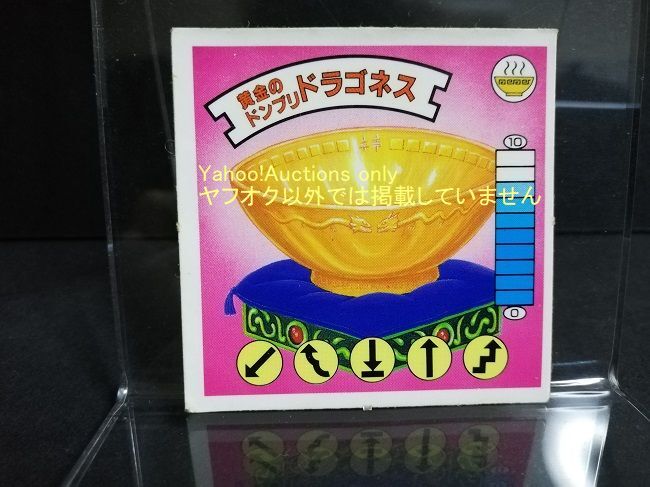 黄金の
ドンブリ
ドラゴネス
10
Yahoo!Auctions only
ヤフオク以外では掲載していません
0